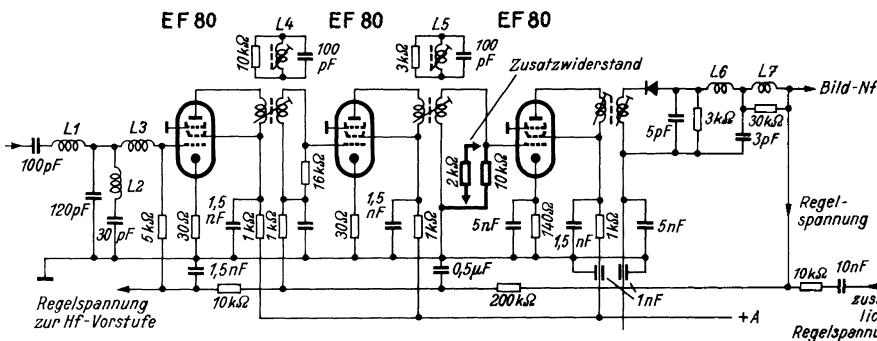 EF 80
EF 80
EF 80
L4
10kΩ
100
pF
L5
3kΩ
100
pF
Zusatzwiderstand
L6
L7
Bild-Nf
5pF
3kΩ
30kΩ
3pF
L1
L3
100pF
L2
120pF
30pF
5kΩ
30Ω
1,5
nF
1kΩ
1kΩ
16kΩ
30Ω
1,5
nF
1kΩ
2kΩ
10kΩ
5nF
140Ω
1,5
nF
1kΩ
5nF
Regel-
spannung
1,5nF
0,5µF
1nF
10kΩ
10nF
Regelspannung
zur Hf-Vorstufe
10kΩ
200kΩ
+A
zus
lic
Regelspannu